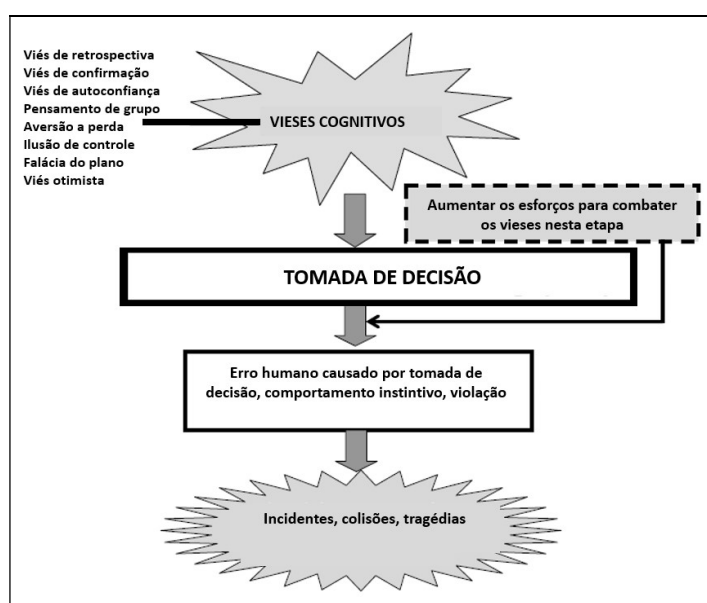 Viés de retrospectiva
Viés de confirmação
Viés de autoconfiança
Pensamento de grupo
Aversão a perda
Ilusão de controle
Falácia do plano
Viés otimista
VIESES COGNITIVOS
Aumentar os esforços para combater
os vieses nesta etapa
TOMADA DE DECISÃO
Erro humano causado por tomada de
decisão, comportamento instintivo, violação
Incidentes, colisões, tragédias